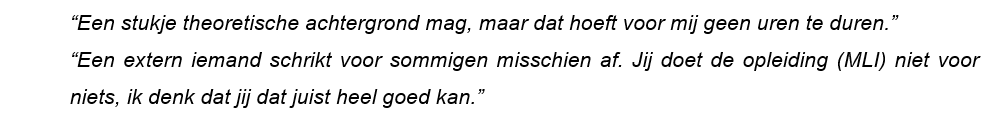 “Een stukje theoretische achtergrond mag, maar dat hoeft voor mij geen uren te duren.”
“Een extern iemand schrikt voor sommigen misschien af. Jij doet de opleiding (MLI) niet voor
niets, ik denk dat jij dat juist heel goed kan.”